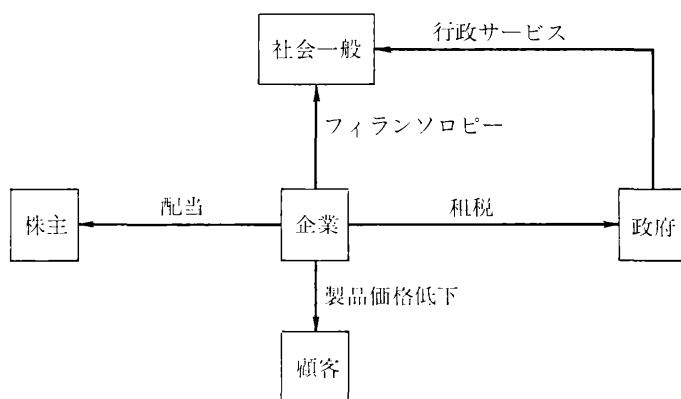 行政サービス
社会一般
フィランソロピー
配当
租税
株主
企業
政府
製品価格低下
顧客